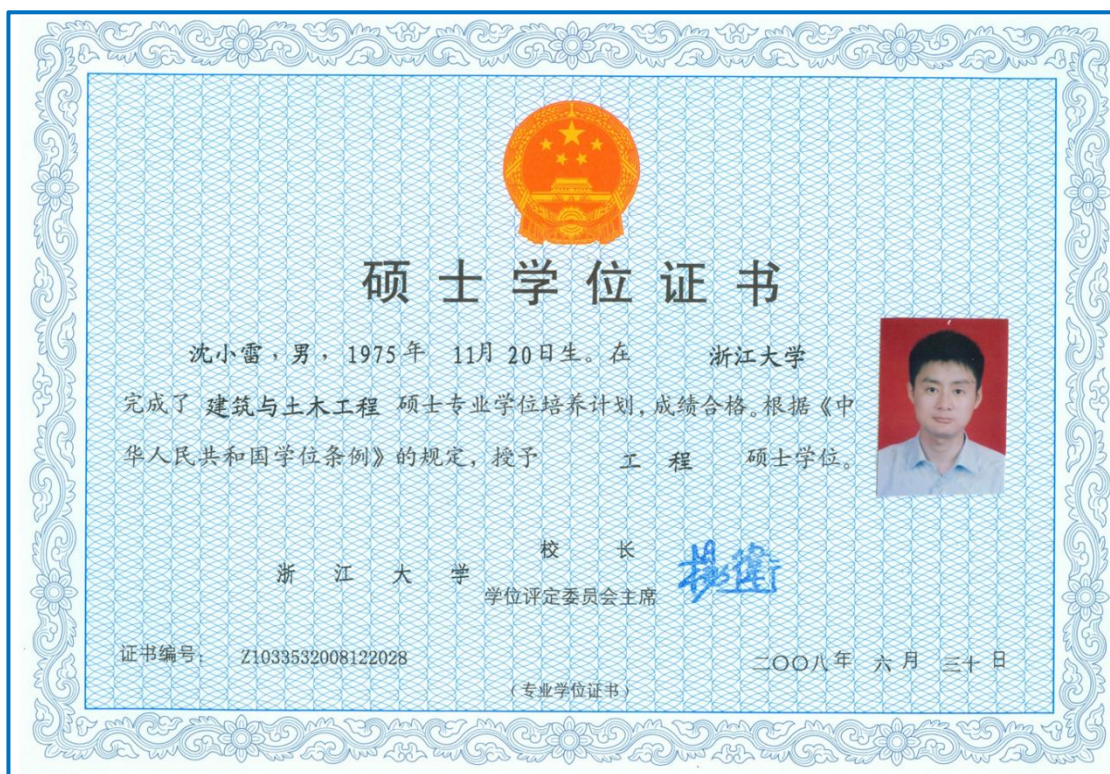 硕士学位证书
沈小雷，男，1975年 11月 20日生。在 浙江大学
完成了 建筑与土木工程 硕士专业学位培养计划，成绩合格。根据《中
华人民共和国学位条例》的规定，授予 工 程 硕士学位。
校 长
浙 江 大 学
学位评定委员会主席
杨卫
证书编号： Z1033532008122028
二〇〇八年 六月 三十日
（专业学位证书）